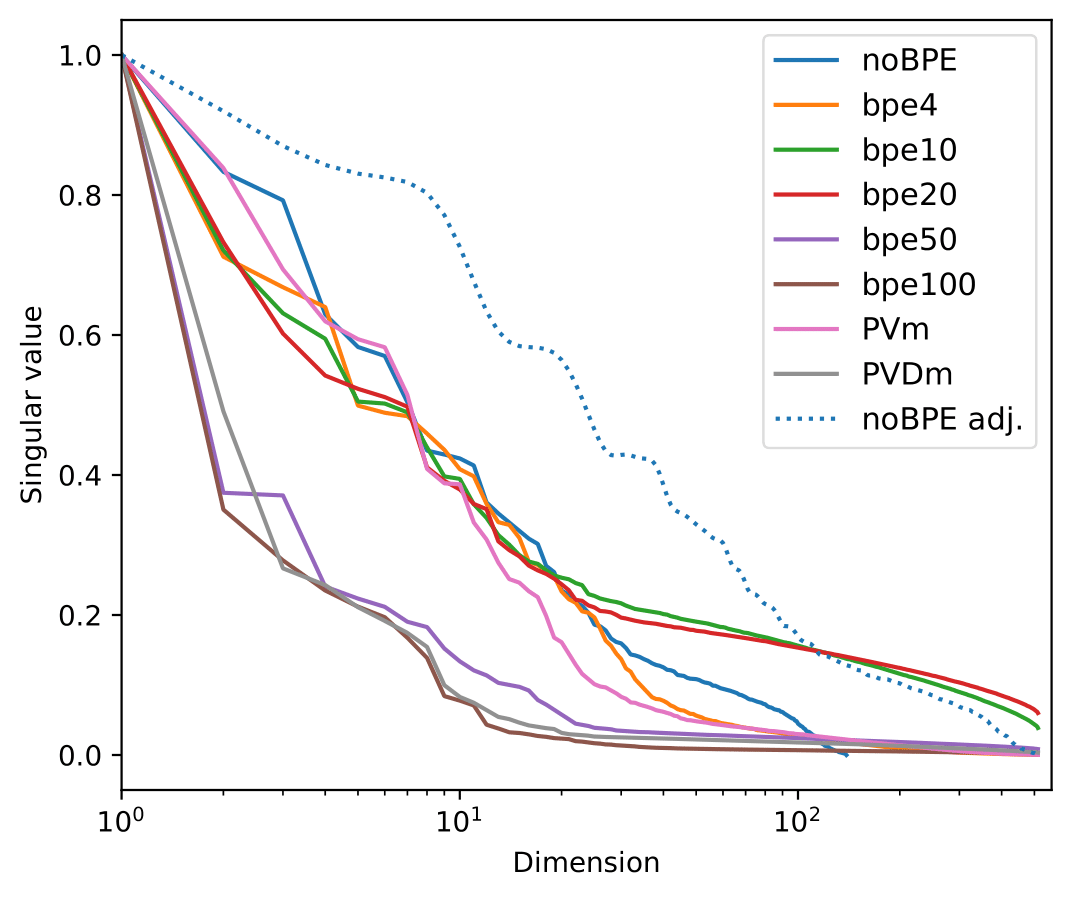 1.0
0.8
0.6
0.4
0.2
0.0
Singular value
10⁰
10¹
10²
Dimension
noBPE
bpe4
bpe10
bpe20
bpe50
bpe100
PVm
PVDm
noBPE adj.